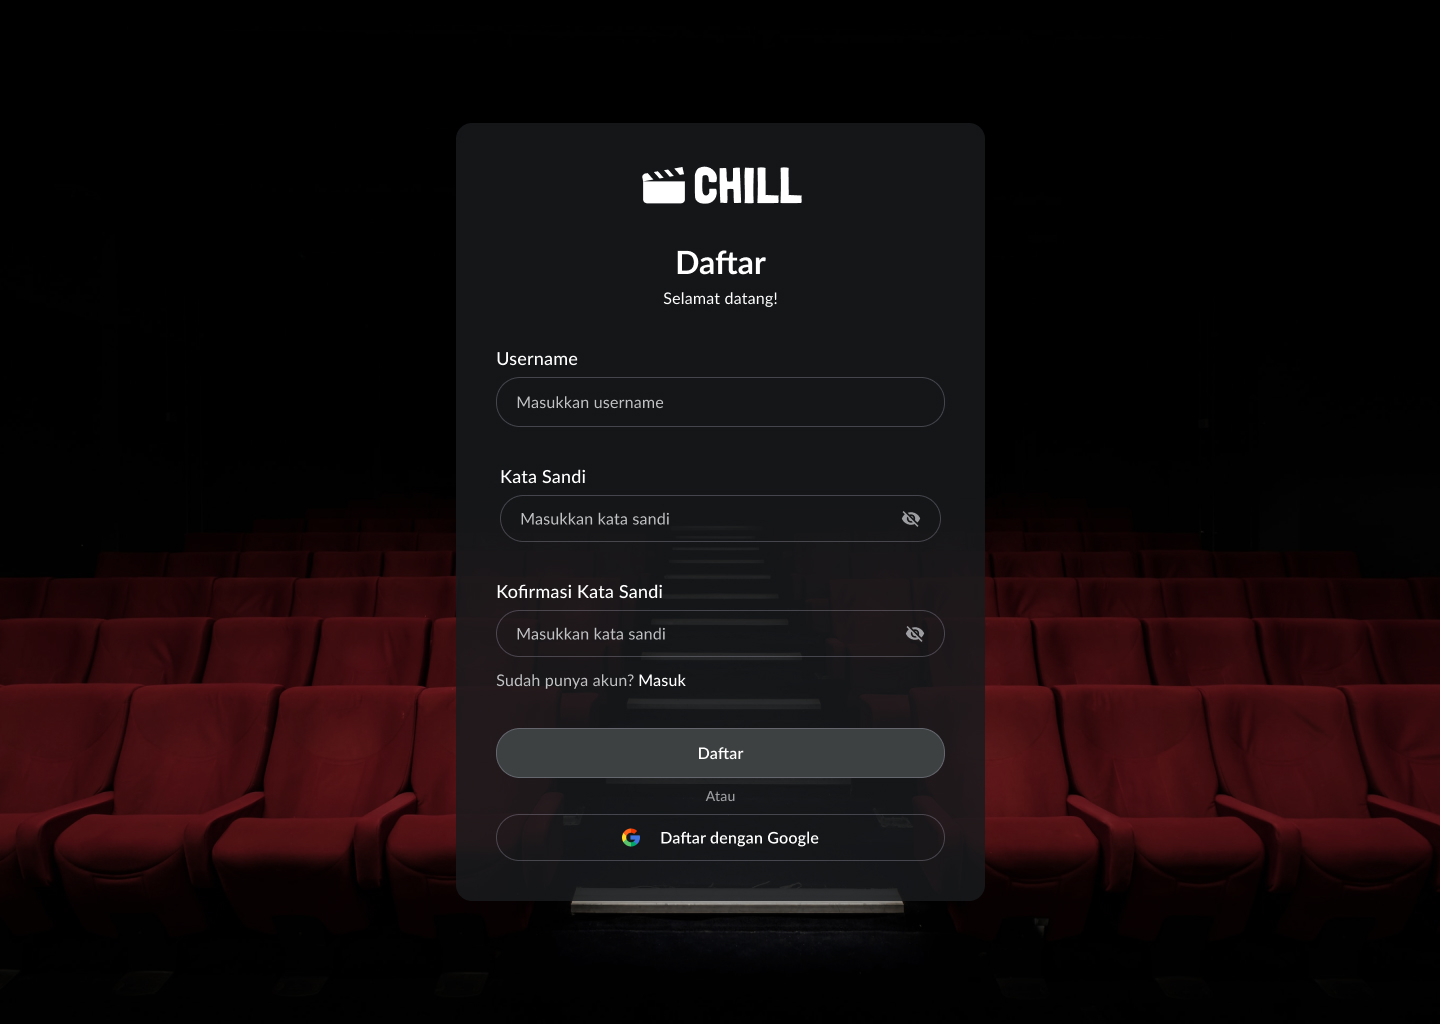 CHILL
Daftar
Selamat datang!
Username
Masukkan username
Kata Sandi
Masukkan kata sandi
Kofirmasi Kata Sandi
Masukkan kata sandi
Sudah punya akun? Masuk
Daftar
Atau
Daftar dengan Google